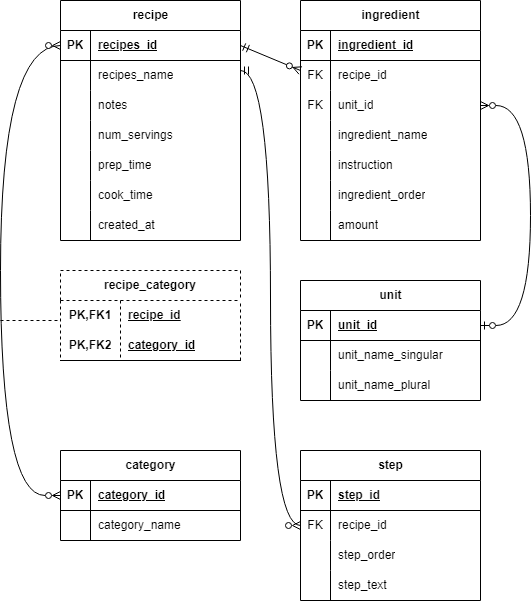 recipe
PK recipes_id
recipes_name
notes
num_servings
prep_time
cook_time
created_at
ingredient
PK ingredient_id
FK recipe_id
FK unit_id
ingredient_name
instruction
ingredient_order
amount
recipe_category
PK,FK1 recipe_id
PK,FK2 category_id
unit
PK unit_id
unit_name_singular
unit_name_plural
category
PK category_id
category_name
step
PK step_id
FK recipe_id
step_order
step_text